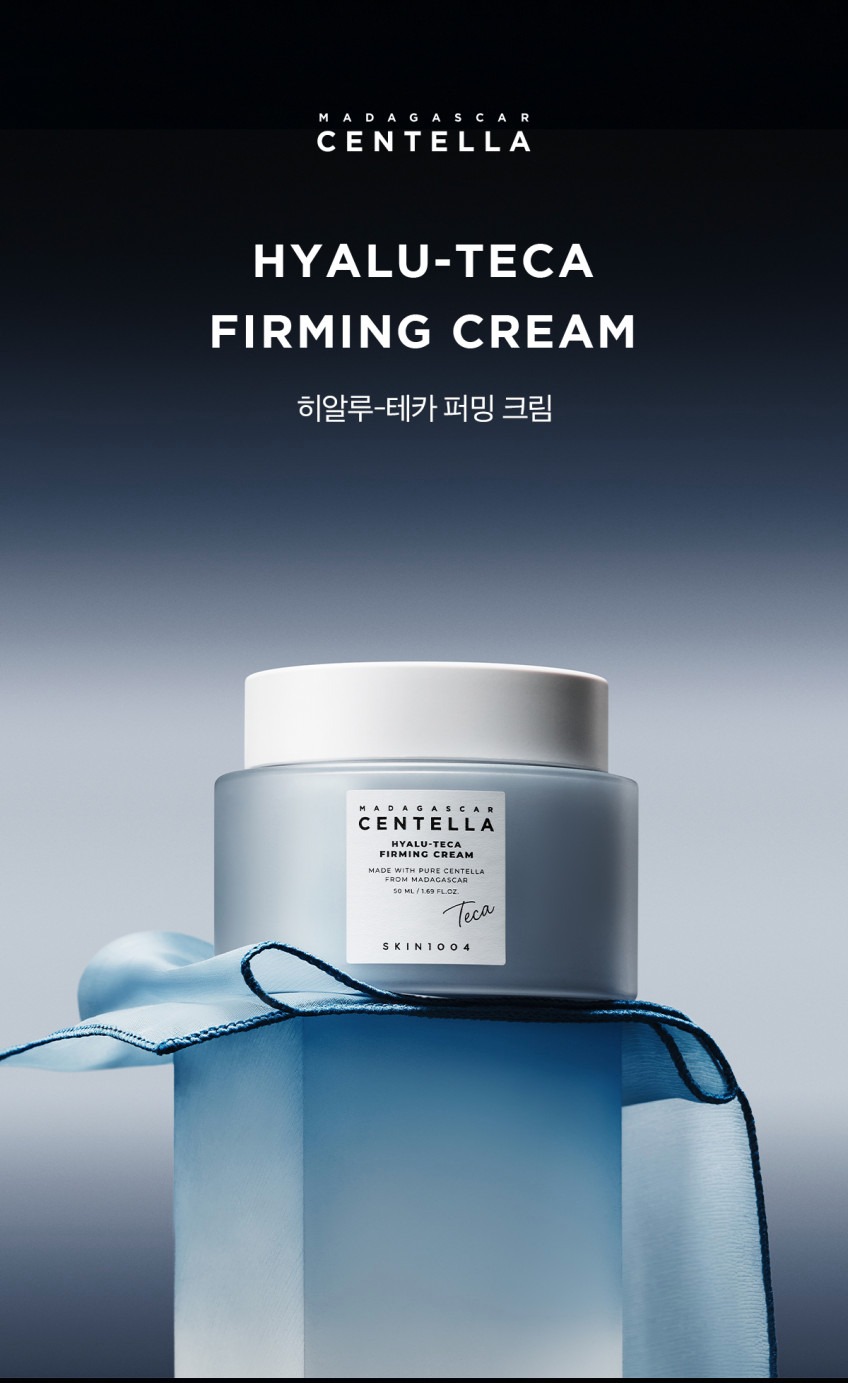 MADAGASCAR
CENTELLA
HYALU-TECA
FIRMING CREAM
히알루-테카 퍼밍 크림
MADAGASCAR
CENTELLA
HYALU-TECA
FIRMING CREAM
MADE WITH PURE CENTELLA
FROM MADAGASCAR
50 ML / 1.69 FL.OZ.
Teca
SKIN1004